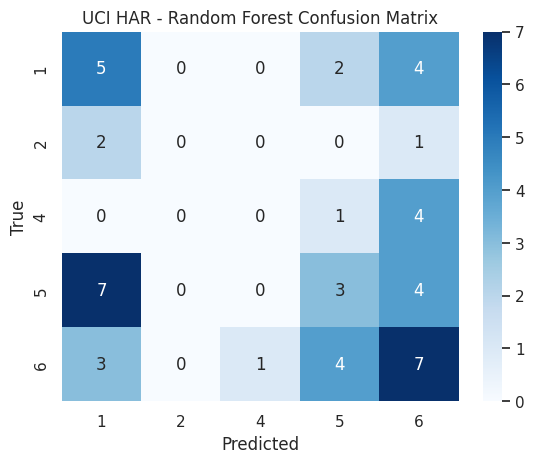 UCI HAR - Random Forest Confusion Matrix
1 5 0 0 2 4
2 2 0 0 0 1
4 0 0 0 1 4
5 7 0 0 3 4
6 3 0 1 4 7
1 2 4 5 6
True
Predicted
7
6
5
4
3
2
1
0